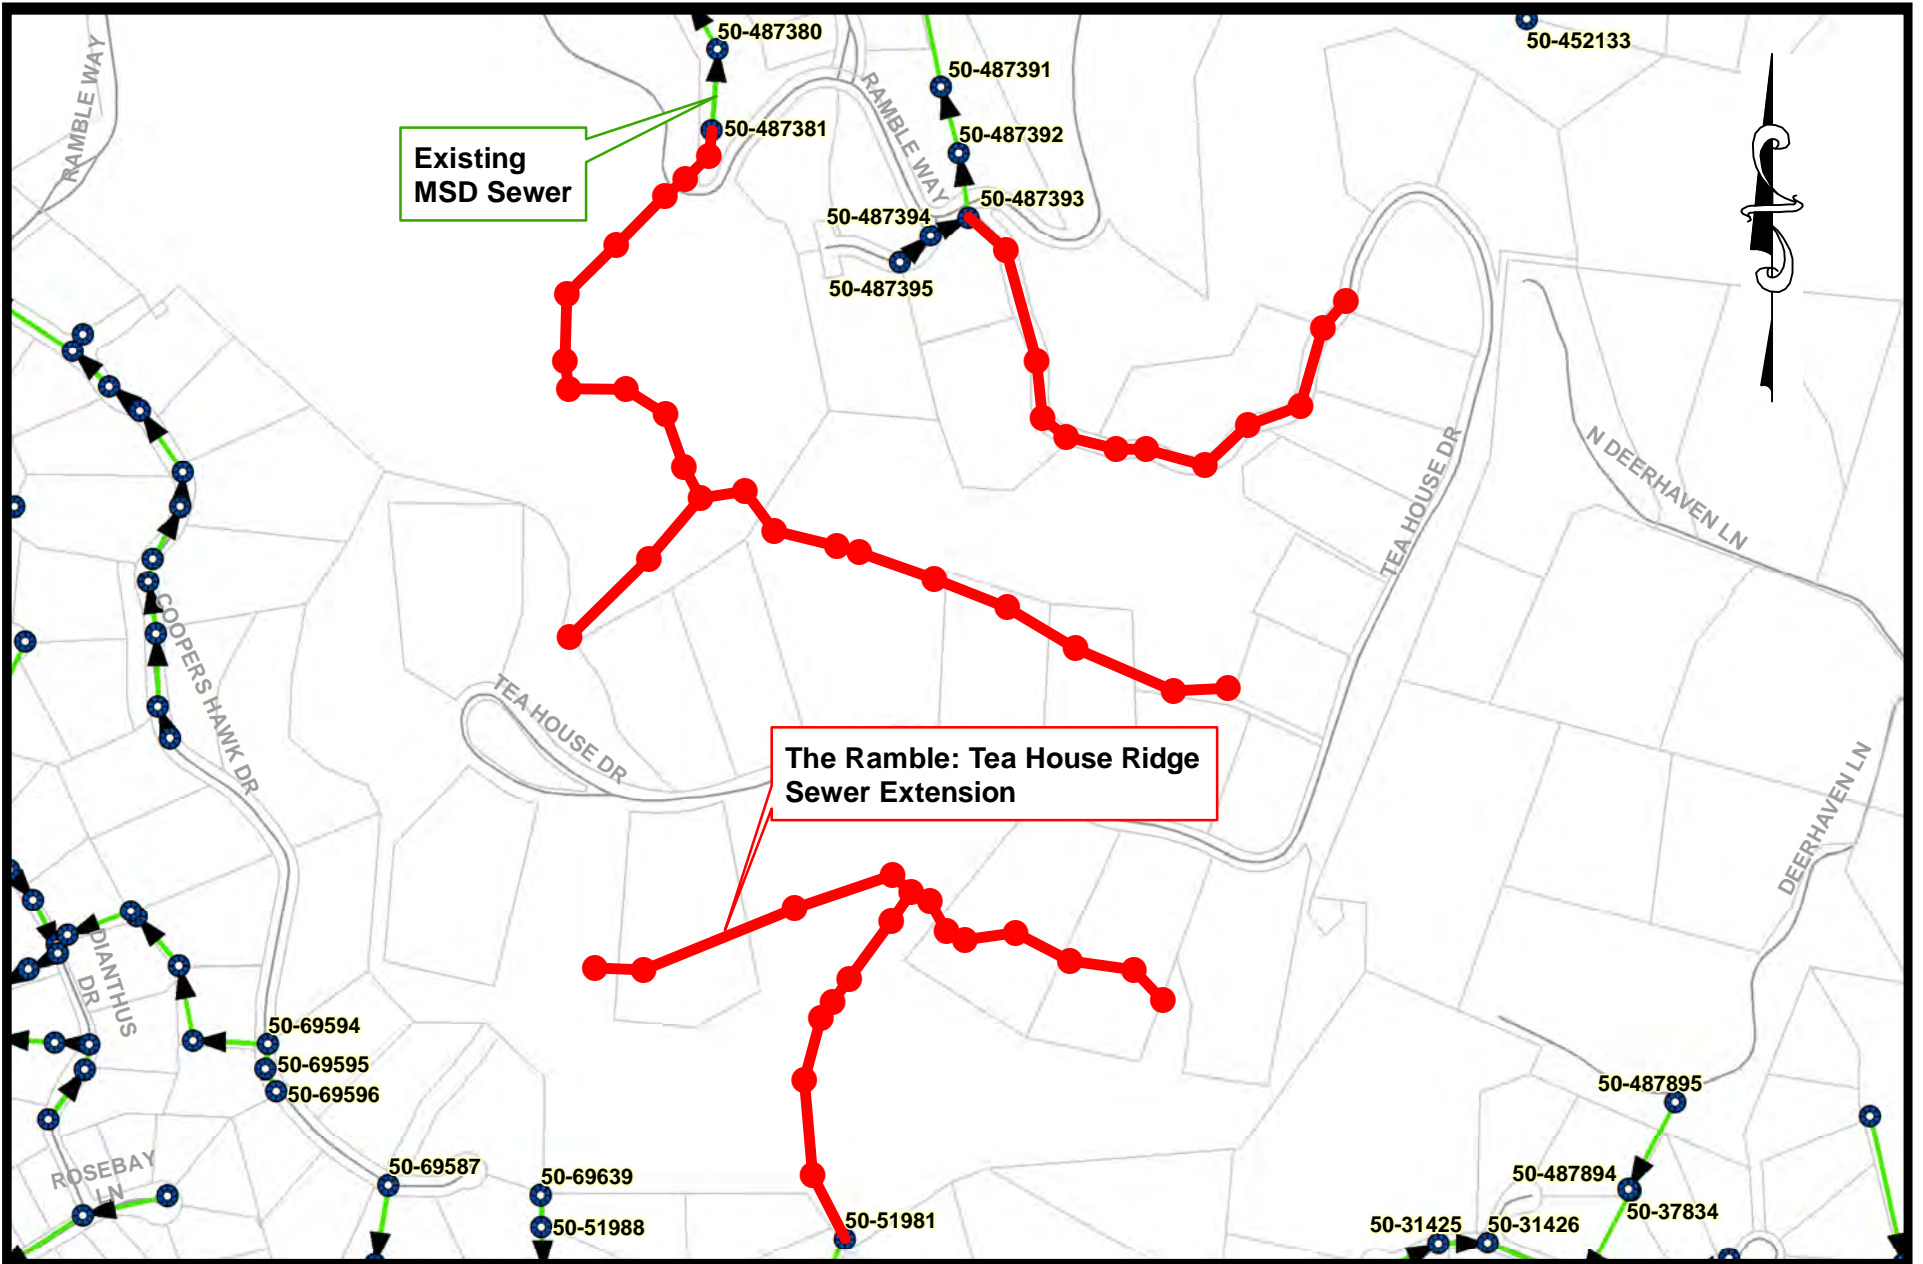 50-487380
50-452133
RAMBLE WAY
50-487391
RAMBLE WAY
50-487381
50-487392
Existing
MSD Sewer
50-487393
50-487394
50-487395
TEA HOUSE DR
N DEERHAVEN LN
COOPERS HAWK DR
TEA HOUSE DR
The Ramble: Tea House Ridge
Sewer Extension
DEERHAVEN LN
DIANTHUS
DR
50-69594
50-69595
50-69596
50-487895
ROSEBAY
LN
50-69587
50-69639
50-487894
50-37834
50-51988
50-51981
50-31425
50-31426